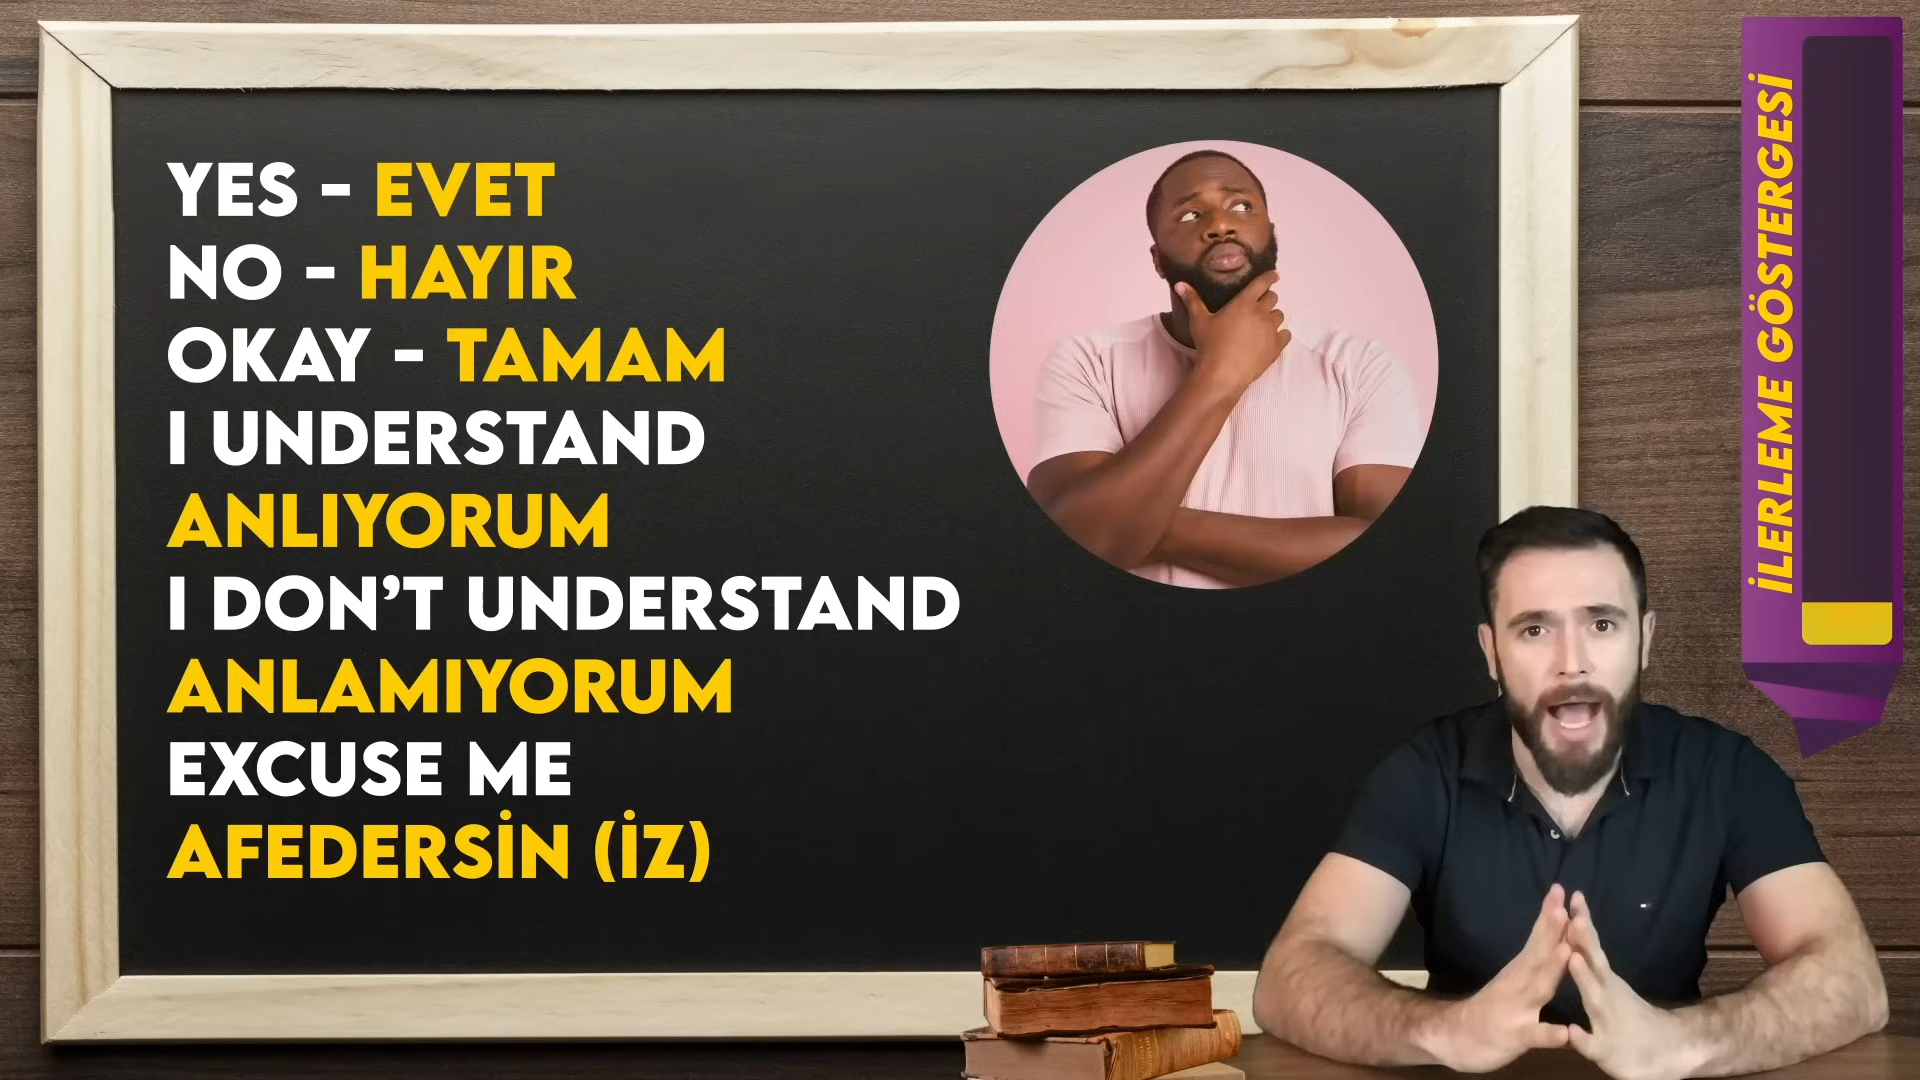 YES - EVET
NO - HAYIR
OKAY - TAMAM
I UNDERSTAND
ANLIYORUM
I DON'T UNDERSTAND
ANLAMIYORUM
EXCUSE ME
AFEDERSİN (İZ)
İLERLEME GÖSTERGESİ